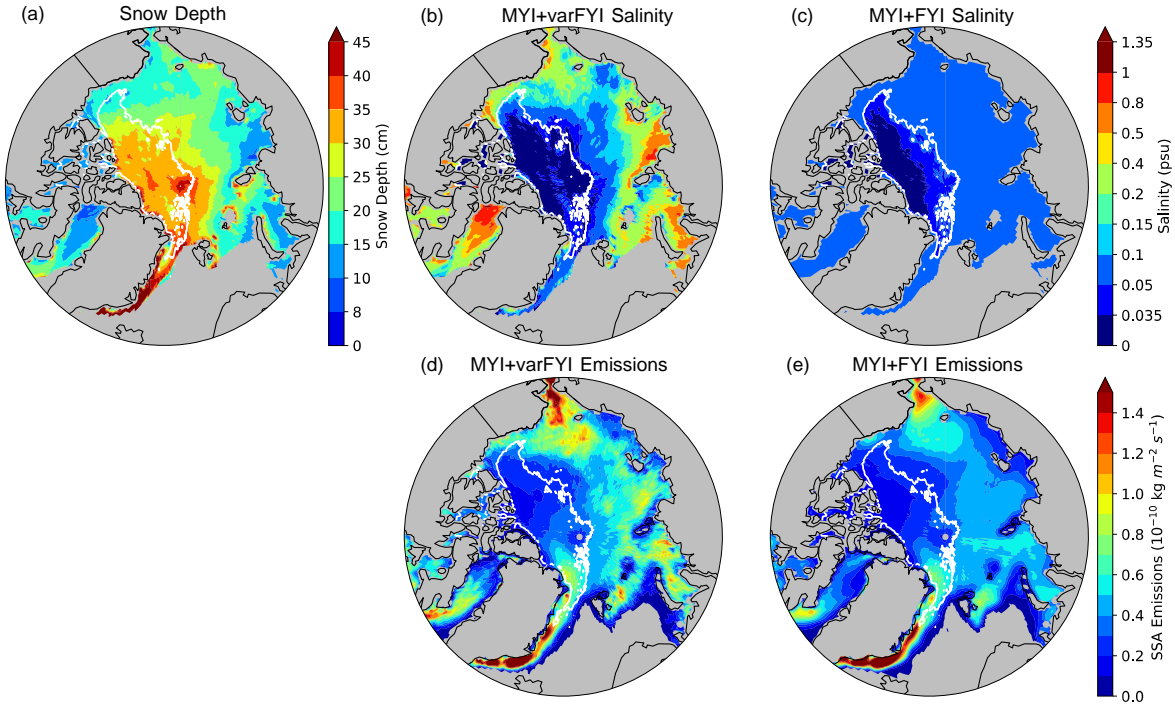 (a)
Snow Depth
45
40
35
30
25
20
15
10
8
5
0
Snow Depth (cm)
(b)
MYI+varFYI Salinity
(c)
MYI+FYI Salinity
1.35
1
0.8
0.5
0.4
0.2
0.15
0.1
0.05
0.035
0
Salinity (psu)
(d)
MYI+varFYI Emissions
(e)
MYI+FYI Emissions
1.4
1.2
1.0
0.8
0.6
0.4
0.2
0.0
SSA Emissions (10⁻¹⁰ kg m⁻² s⁻¹)